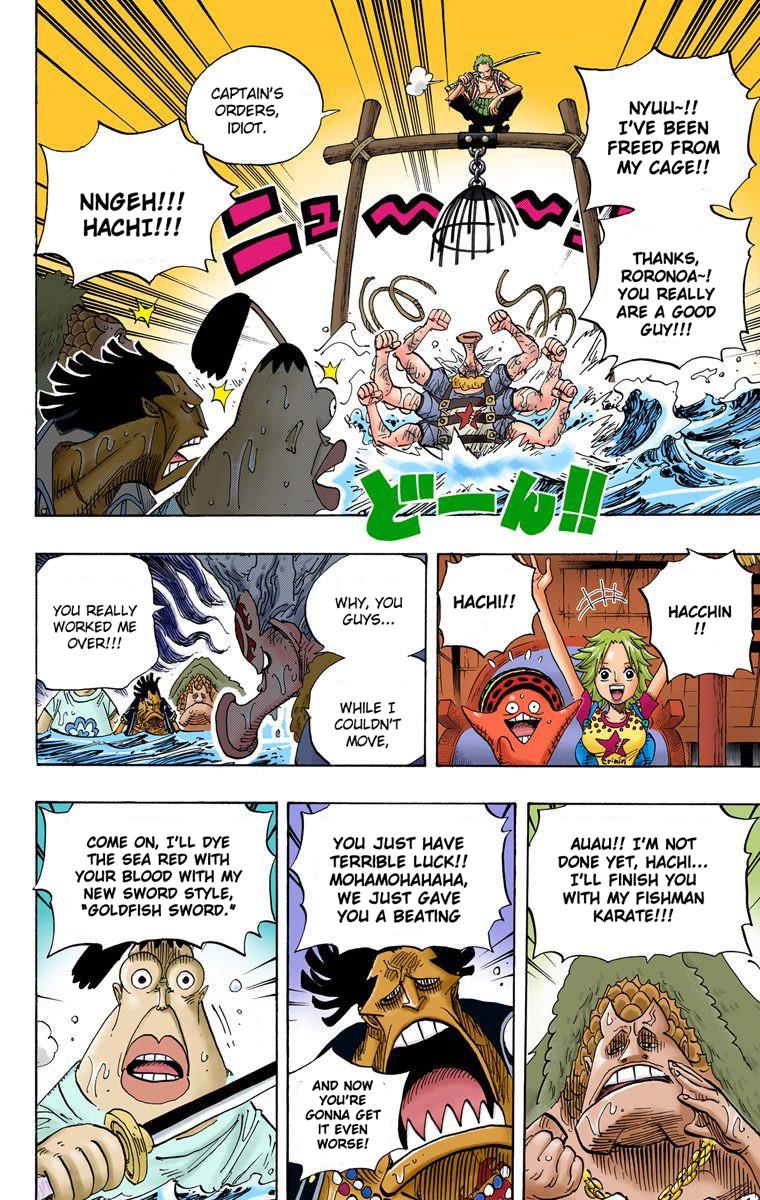 NYUU~!!
I'VE BEEN
FREED FROM
MY CAGE!!
THANKS,
RORONOA~!
YOU REALLY
ARE A GOOD
GUY!!!
CAPTAIN'S
ORDERS,
IDIOT.
NNGEH!!!
HACHI!!!
ニュ〜〜〜
どーん!!
HACCHIN
!!
HACHI!!
criminal
WHY, YOU
GUYS...
WHILE I
COULDN'T
MOVE,
YOU REALLY
WORKED ME
OVER!!!
AUAU!! I'M NOT
DONE YET, HACHI...
I'LL FINISH YOU
WITH MY FISHMAN
KARATE!!!
YOU JUST HAVE
TERRIBLE LUCK!!
MOHAMOHAHAHA,
WE JUST GAVE
YOU A BEATING
AND NOW
YOU'RE
GONNA GET
IT EVEN
WORSE!
COME ON, I'LL DYE
THE SEA RED WITH
YOUR BLOOD WITH MY
NEW SWORD STYLE,
"GOLDFISH SWORD."